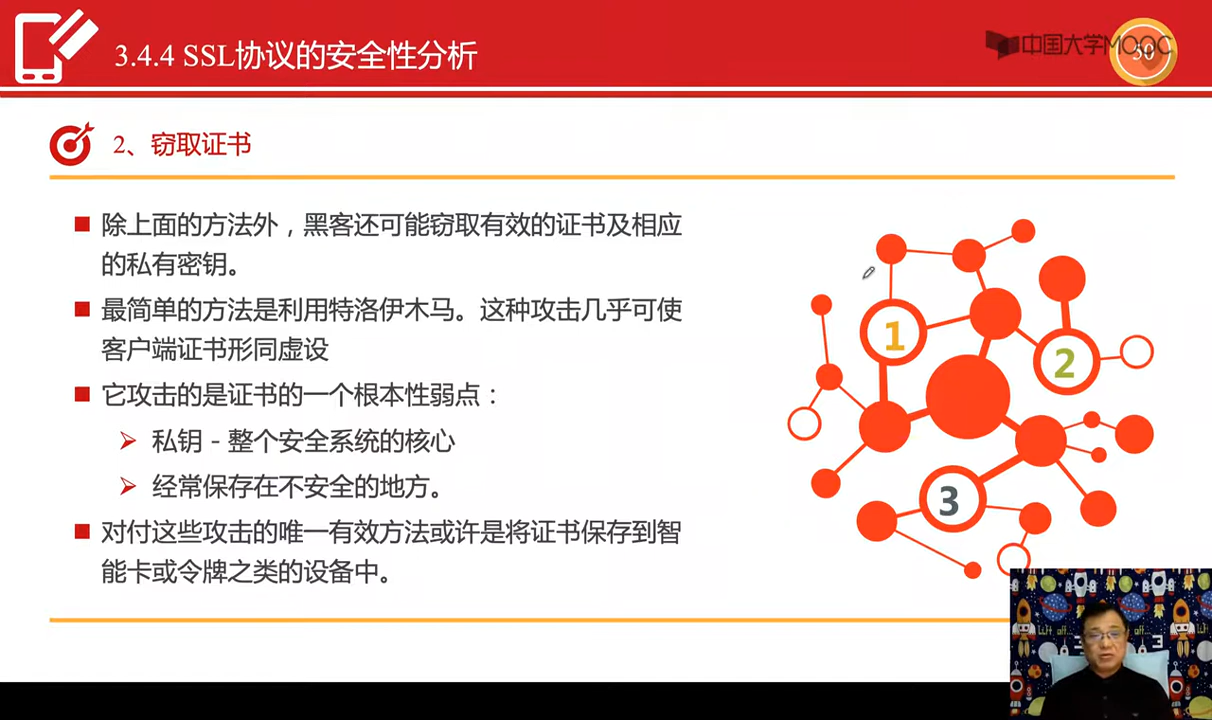 3.4.4 SSL协议的安全性分析
中国大学MOOC
30
2、窃取证书
除上面的方法外，黑客还可能窃取有效的证书及相应
的私有密钥。
最简单的方法是利用特洛伊木马。这种攻击几乎可使
客户端证书形同虚设
它攻击的是证书的一个根本性弱点：
私钥 - 整个安全系统的核心
经常保存在不安全的地方。
对付这些攻击的唯一有效方法或许是将证书保存到智
能卡或令牌之类的设备中。
1
2
3